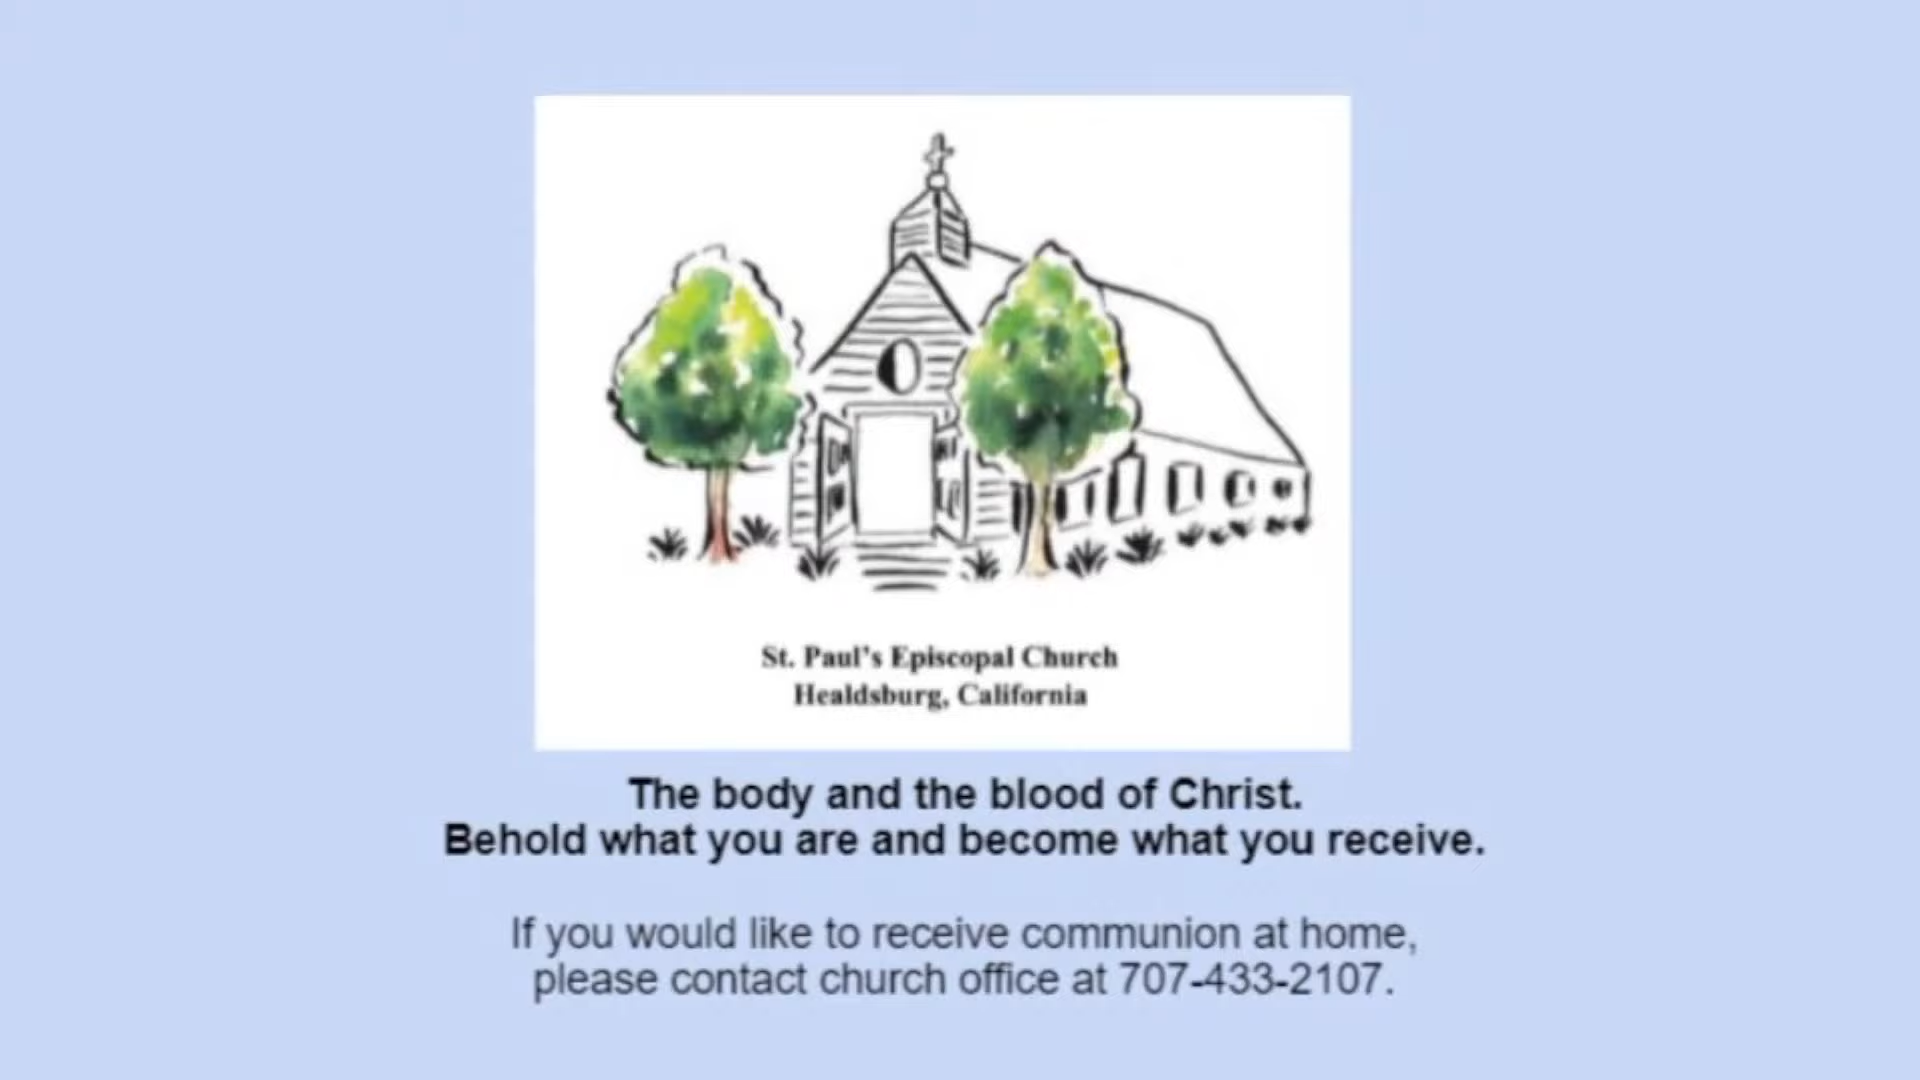 St. Paul's Episcopal Church
Healdsburg, California
The body and the blood of Christ.
Behold what you are and become what you receive.
If you would like to receive communion at home,
please contact church office at 707-433-2107.